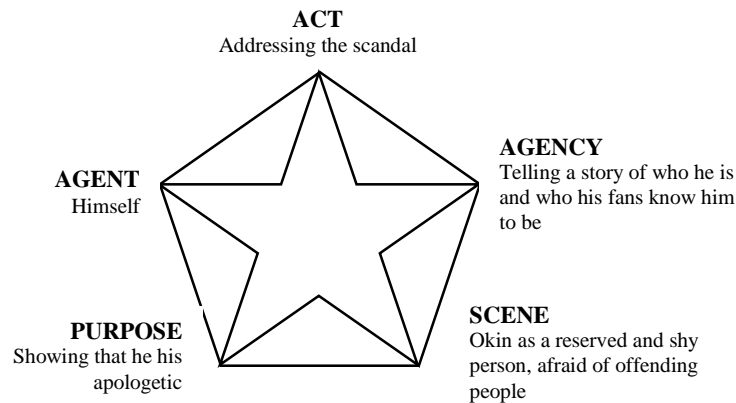 ACT
Addressing the scandal
AGENCY
Telling a story of who he is
and who his fans know him
to be
AGENT
Himself
SCENE
Okin as a reserved and shy
person, afraid of offending
people
PURPOSE
Showing that he his
apologetic